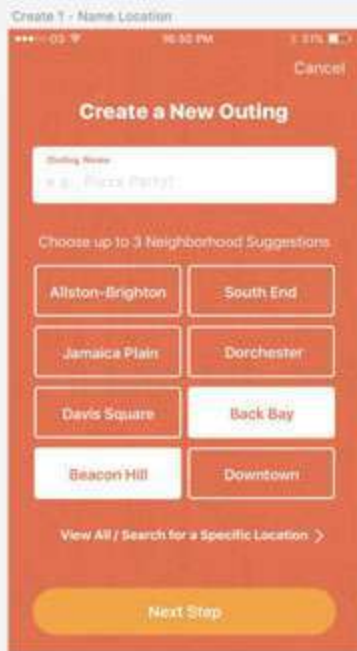 Create 1 - Name Location
Cancel
Create a New Outing
Outing Name
e.g., Pizza Party!
Choose up to 3 Neighborhood Suggestions
Allston-Brighton
South End
Jamaica Plain
Dorchester
Davis Square
Back Bay
Beacon Hill
Downtown
View All / Search for a Specific Location >
Next Step